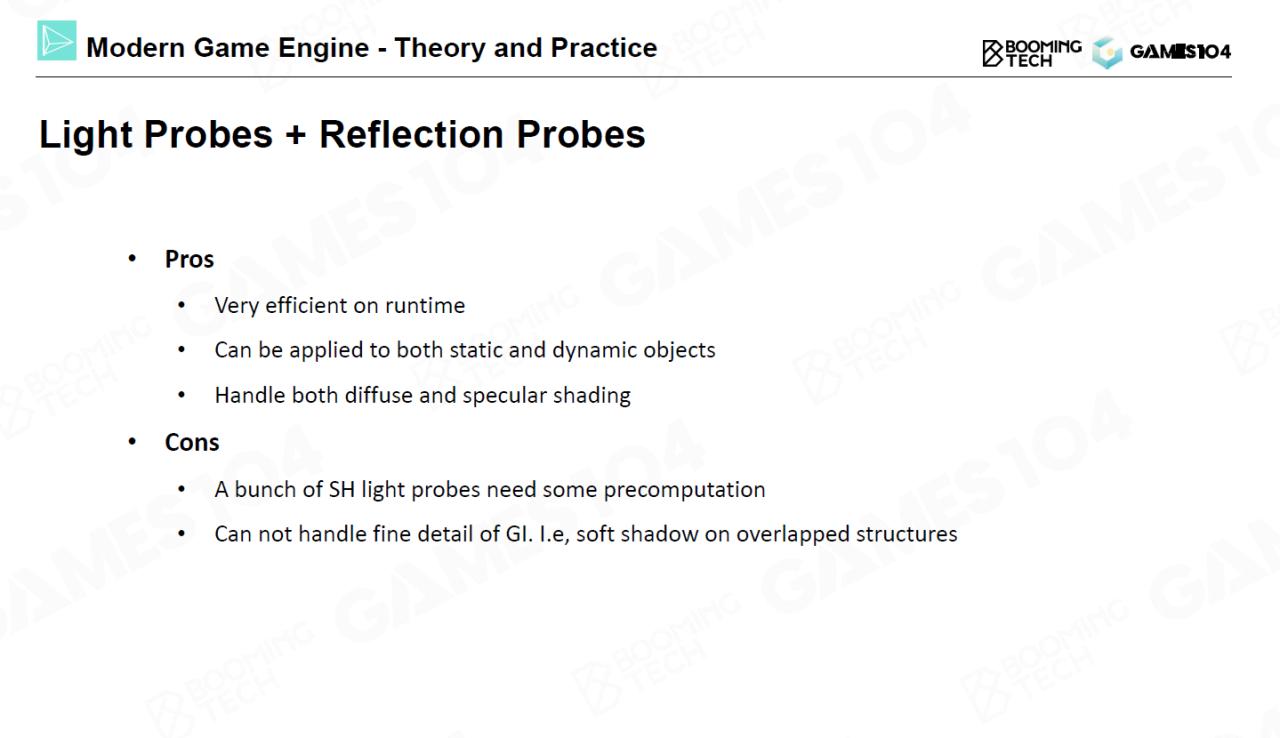 Modern Game Engine - Theory and Practice
BOOMING TECH
GAMES104
Light Probes + Reflection Probes
• Pros
• Very efficient on runtime
• Can be applied to both static and dynamic objects
• Handle both diffuse and specular shading
• Cons
• A bunch of SH light probes need some precomputation
• Can not handle fine detail of GI. I.e, soft shadow on overlapped structures